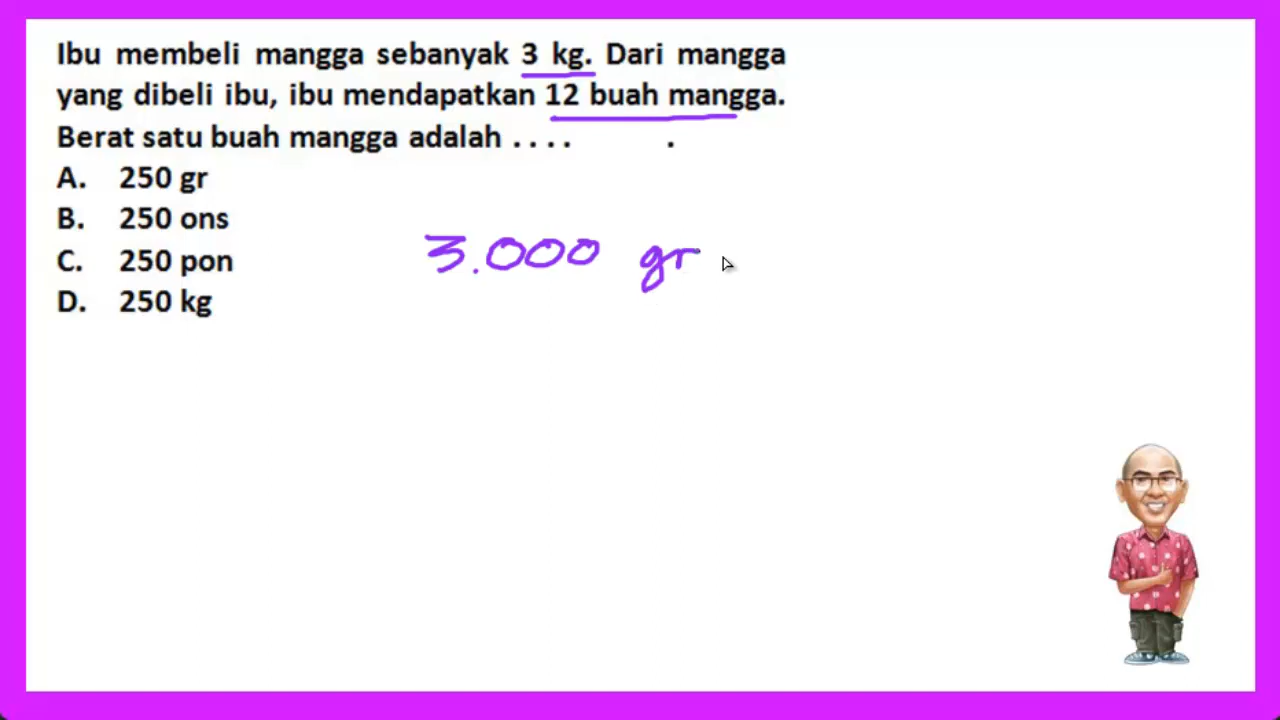 Ibu membeli mangga sebanyak 3 kg. Dari mangga
yang dibeli ibu, ibu mendapatkan 12 buah mangga.
Berat satu buah mangga adalah . . . . .
A. 250 gr
B. 250 ons
C. 250 pon
D. 250 kg
3.000 gr